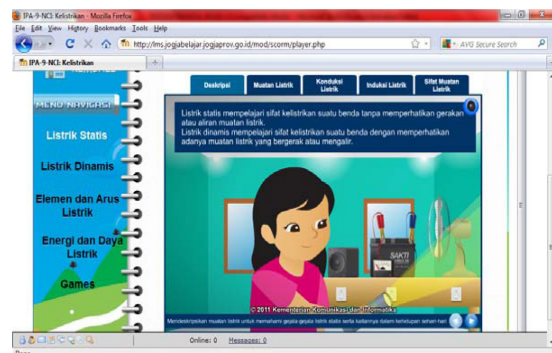 IPA-9-NCI: Kelistrikan - Mozilla Firefox
File Edit View History Bookmarks Tools Help
http://lms.jogjabelajar.jogjaprov.go.id/mod/scorm/player.php
AVG Secure Search
IPA-9-NCI: Kelistrikan
Deskripsi
Muatan Listrik
Konduksi Listrik
Induksi Listrik
Sifat Muatan Listrik
MENU NAVIGASI
Listrik Statis
Listrik Dinamis
Elemen dan Arus
Listrik
Energi dan Daya
Listrik
Games
Listrik statis mempelajari sifat kelistrikan suatu benda tanpa memperhatikan gerakan
atau aliran muatan listrik.
Listrik dinamis mempelajari sifat kelistrikan suatu benda dengan memperhatikan
adanya muatan listrik yang bergerak atau mengalir.
SAKTI
© 2011 Kementerian Komunikasi dan Informatika
Mendeskripsikan muatan listrik untuk memahami gejala-gejala listrik statis serta kaitannya dalam kehidupan sehari-hari
Online: 0 Messages: 0